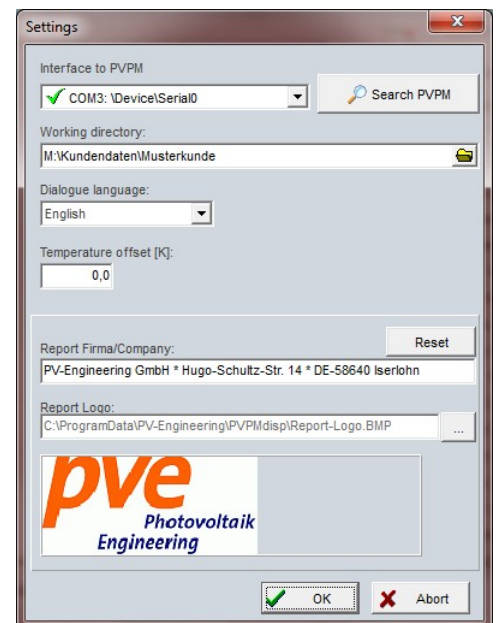 Settings
Interface to PVPM
COM3: \Device\Serial0
Search PVPM
Working directory:
M:\Kundendaten\Musterkunde
Dialogue language:
English
Temperature offset [K]:
0,0
Reset
Report Firma/Company:
PV-Engineering GmbH * Hugo-Schultz-Str. 14 * DE-58640 Iserlohn
Report Logo:
C:\ProgramData\PV-Engineering\PVPMdisp\Report-Logo.BMP
...
pve
Photovoltaik
Engineering
OK
Abort